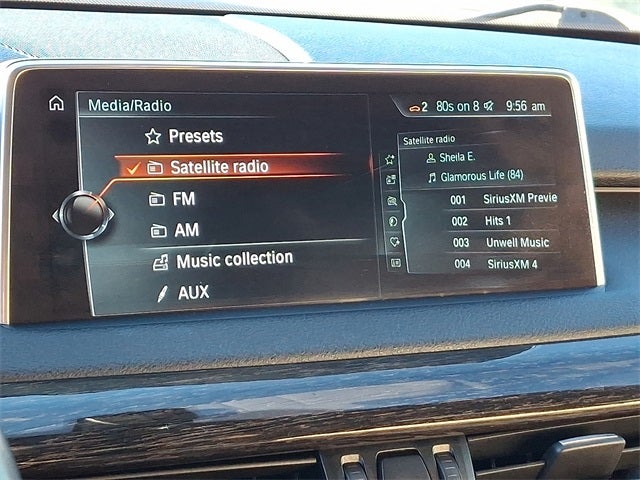 Media/Radio
2 80s on 8 9:56 am
Presets
Satellite radio
FM
AM
Music collection
AUX
Satellite radio
Sheila E.
Glamorous Life (84)
001 SiriusXM Previe
002 Hits 1
003 Unwell Music
004 SiriusXM 4